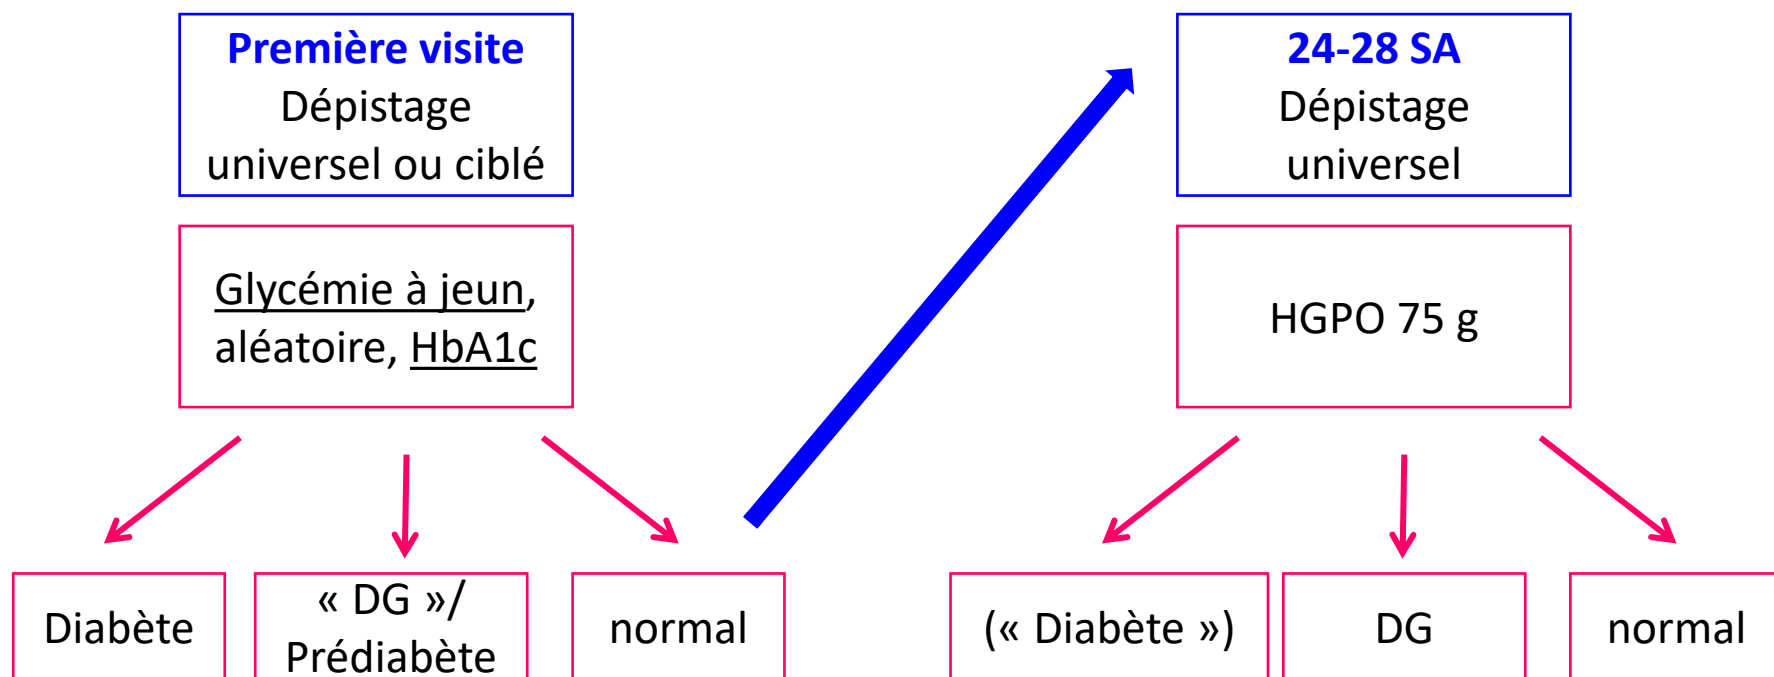 Première visite
Dépistage
universel ou ciblé
Glycémie à jeun,
aléatoire, HbA1c
Diabète
« DG »/
Prédiabète
normal
24-28 SA
Dépistage
universel
HGPO 75 g
(« Diabète »)
DG
normal